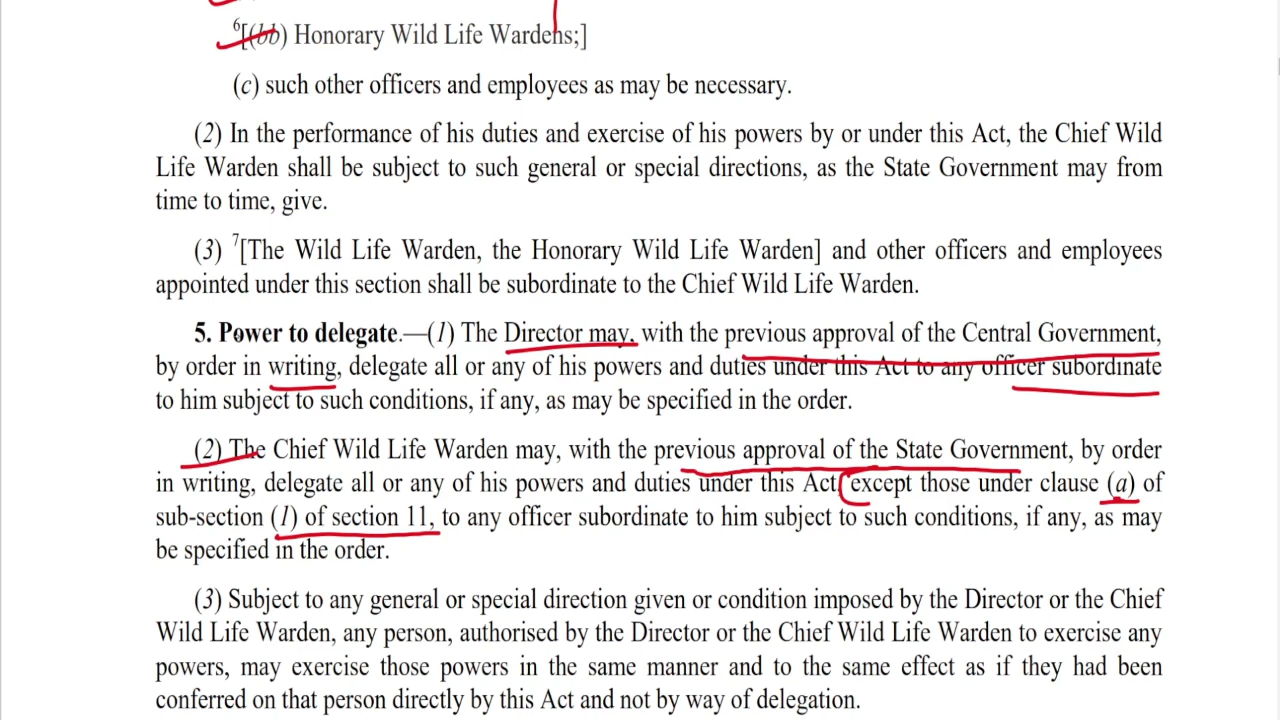 6[(bb) Honorary Wild Life Wardens;]
(c) such other officers and employees as may be necessary.
(2) In the performance of his duties and exercise of his powers by or under this Act, the Chief Wild
Life Warden shall be subject to such general or special directions, as the State Government may from
time to time, give.
(3) 7[The Wild Life Warden, the Honorary Wild Life Warden] and other officers and employees
appointed under this section shall be subordinate to the Chief Wild Life Warden.
5. Power to delegate.—(1) The Director may, with the previous approval of the Central Government,
by order in writing, delegate all or any of his powers and duties under this Act to any officer subordinate
to him subject to such conditions, if any, as may be specified in the order.
(2) The Chief Wild Life Warden may, with the previous approval of the State Government, by order
in writing, delegate all or any of his powers and duties under this Act, except those under clause (a) of
sub-section (1) of section 11, to any officer subordinate to him subject to such conditions, if any, as may
be specified in the order.
(3) Subject to any general or special direction given or condition imposed by the Director or the Chief
Wild Life Warden, any person, authorised by the Director or the Chief Wild Life Warden to exercise any
powers, may exercise those powers in the same manner and to the same effect as if they had been
conferred on that person directly by this Act and not by way of delegation.